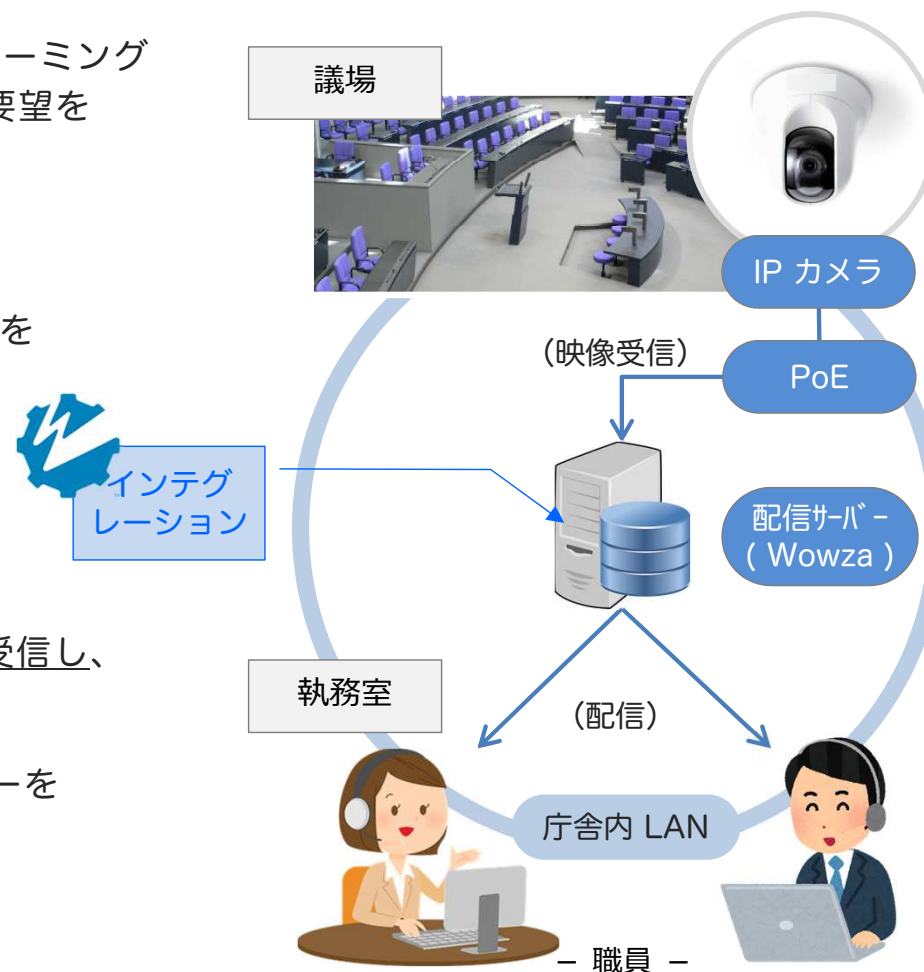 ーミング
要望を
を
受信し、
ーを
議場
IP カメラ
(映像受信)
PoE
インテグ
レーション
配信ｻｰﾊﾞｰ
( Wowza )
執務室
(配信)
庁舎内 LAN
− 職員 −